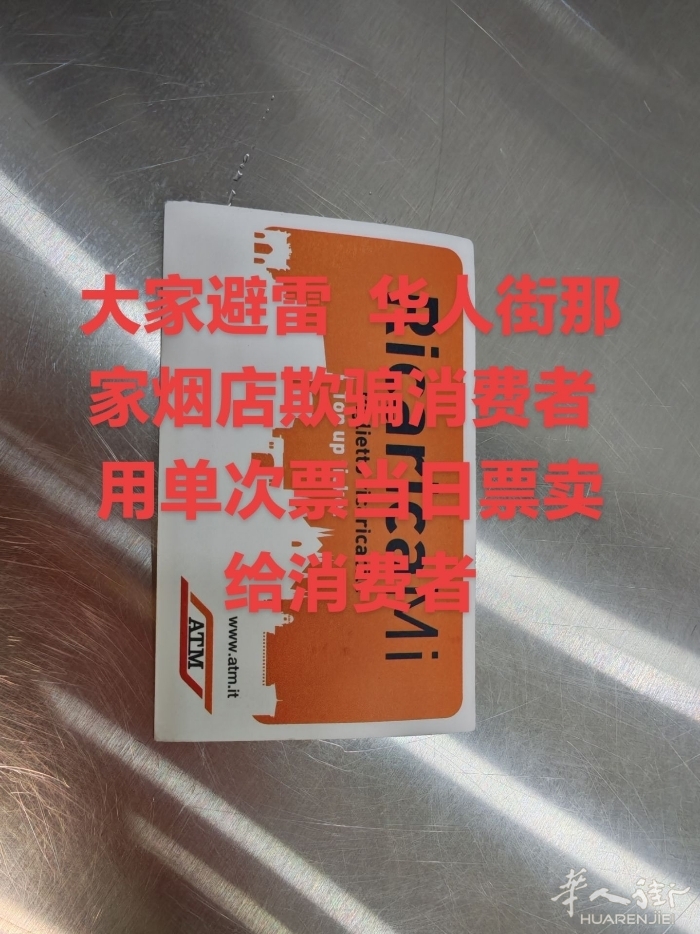 大家避雷 华人街那
家烟店欺骗消费者
用单次票当日票卖
给消费者
RicaricaMi
www.atm.it
ATM
华人街
HUARENJIE